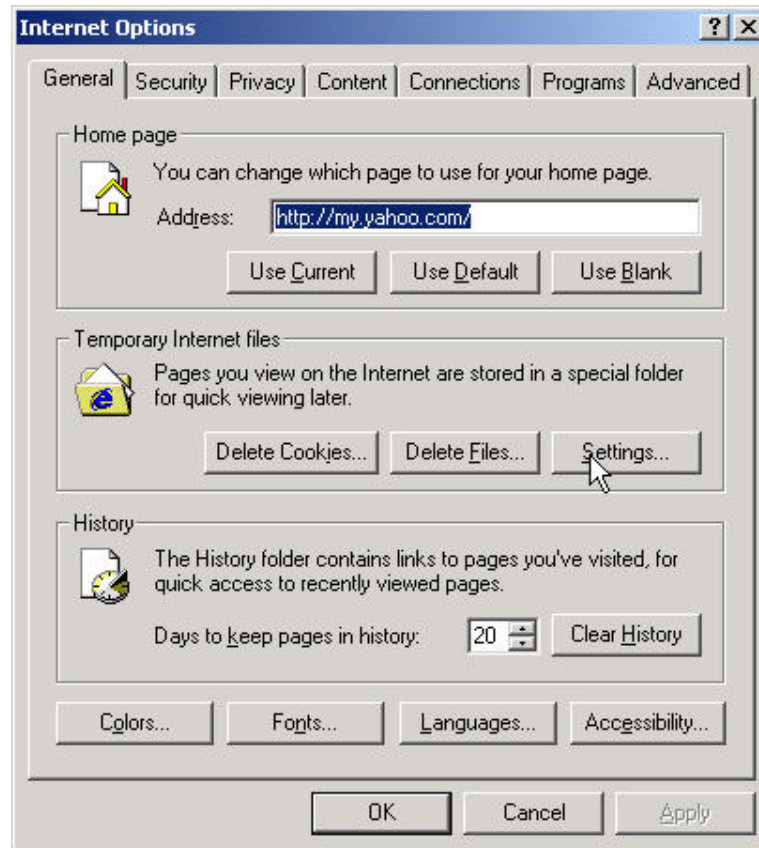 Internet Options
General Security Privacy Content Connections Programs Advanced
Home page
You can change which page to use for your home page.
Address: http://my.yahoo.com/
Use Current Use Default Use Blank
Temporary Internet files
Pages you view on the Internet are stored in a special folder
for quick viewing later.
Delete Cookies... Delete Files... Settings...
History
The History folder contains links to pages you've visited, for
quick access to recently viewed pages.
Days to keep pages in history: 20 Clear History
Colors... Fonts... Languages... Accessibility...
OK Cancel Apply